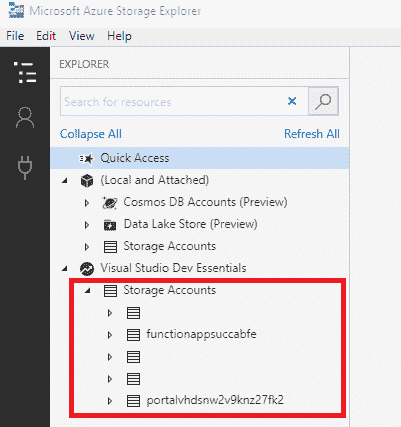 Microsoft Azure Storage Explorer
File Edit View Help
EXPLORER
Search for resources
Collapse All Refresh All
Quick Access
(Local and Attached)
Cosmos DB Accounts (Preview)
Data Lake Store (Preview)
Storage Accounts
Visual Studio Dev Essentials
Storage Accounts
functionappsuccabfe
portalvhdsnw2v9knz27fk2